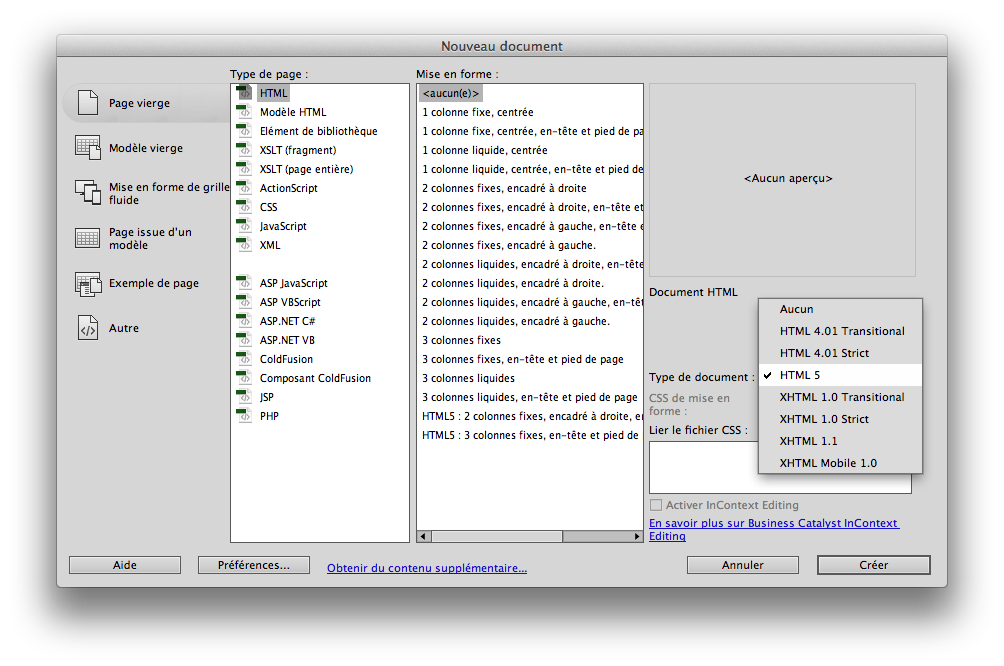 Nouveau document
Page vierge
Modèle vierge
Mise en forme de grille
fluide
Page issue d'un
modèle
Exemple de page
Autre
Type de page :
HTML
Modèle HTML
Elément de bibliothèque
XSLT (fragment)
XSLT (page entière)
ActionScript
CSS
JavaScript
XML
ASP JavaScript
ASP VBScript
ASP.NET C#
ASP.NET VB
ColdFusion
Composant ColdFusion
JSP
PHP
Mise en forme :
<aucun(e)>
1 colonne fixe, centrée
1 colonne fixe, centrée, en-tête et pied de pa
1 colonne liquide, centrée
1 colonne liquide, centrée, en-tête et pied de
2 colonnes fixes, encadré à droite
2 colonnes fixes, encadré à droite, en-tête et
2 colonnes fixes, encadré à gauche, en-tête e
2 colonnes fixes, encadré à gauche.
2 colonnes liquides, encadré à droite, en-tête
2 colonnes liquides, encadré à droite.
2 colonnes liquides, encadré à gauche, en-têt
2 colonnes liquides, encadré à gauche.
3 colonnes fixes
3 colonnes fixes, en-tête et pied de page
3 colonnes liquides
3 colonnes liquides, en-tête et pied de page
HTML5 : 2 colonnes fixes, encadré à droite, en
HTML5 : 3 colonnes fixes, en-tête et pied de
<Aucun aperçu>
Document HTML
Type de document :
Aucun
HTML 4.01 Transitional
HTML 4.01 Strict
HTML 5
XHTML 1.0 Transitional
XHTML 1.0 Strict
XHTML 1.1
XHTML Mobile 1.0
CSS de mise en
forme :
Lier le fichier CSS :
Activer InContext Editing
En savoir plus sur Business Catalyst InContext
Editing
Aide
Préférences...
Obtenir du contenu supplémentaire...
Annuler
Créer